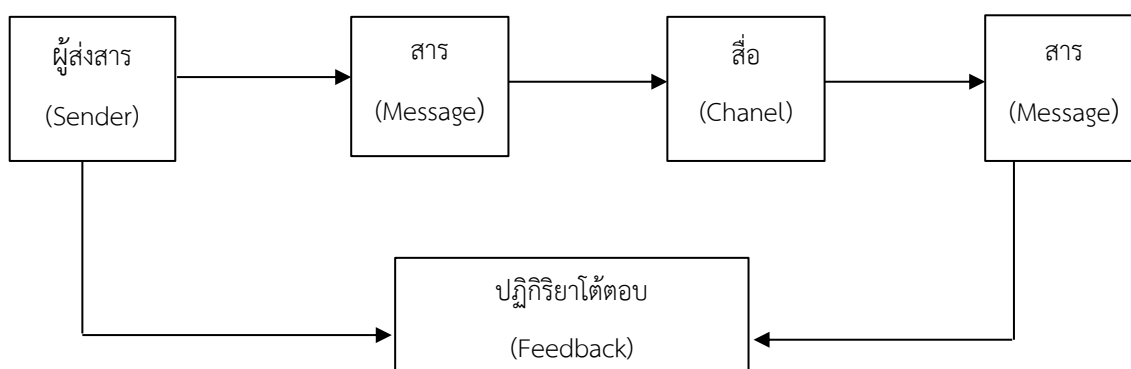 ผู้ส่งสาร
(Sender)
สาร
(Message)
สื่อ
(Chanel)
สาร
(Message)
ปฏิกิริยาโต้ตอบ
(Feedback)